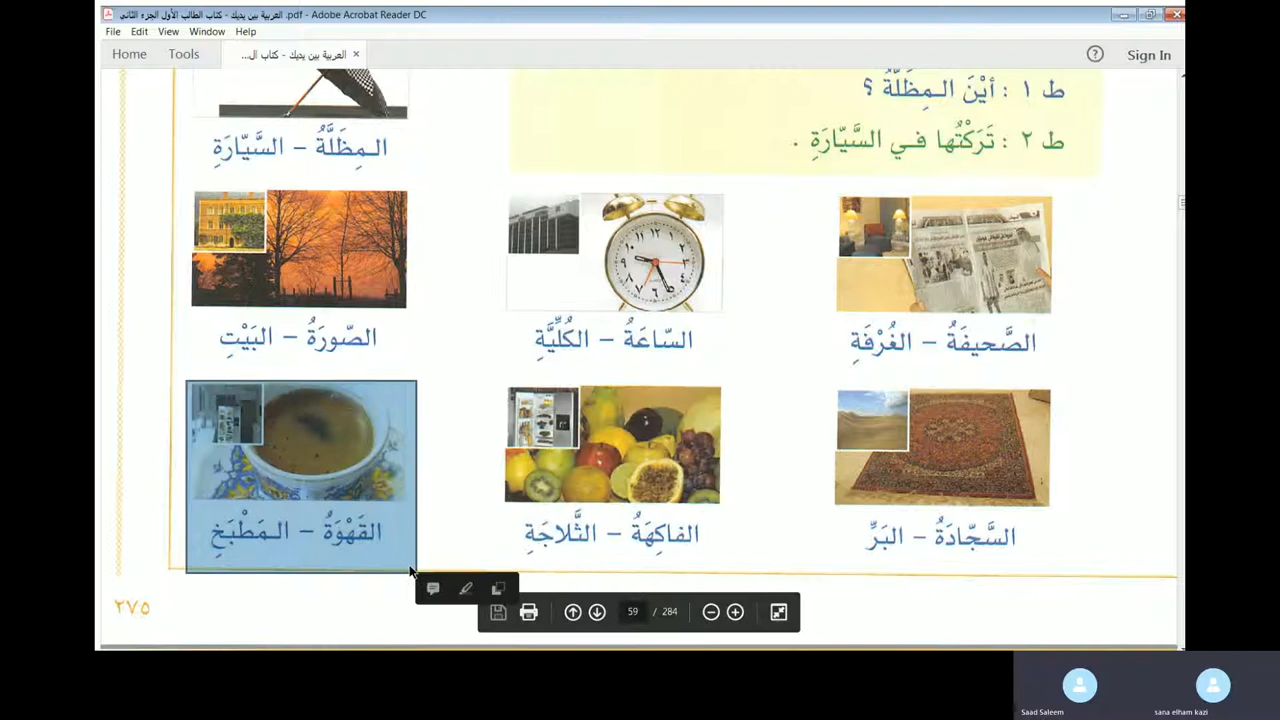 العربية بين يديك - كتاب الطالب الأول الجزء الثاني .pdf - Adobe Acrobat Reader DC
File Edit View Window Help
Home Tools العربية بين يديك - كتاب ال... × Sign In
ط ١ : أيْنَ الـمِظَلَّةُ ؟
ط ٢ : تَرَكْتُها فـي السَّيّارَةِ .
الـمِظَلَّةُ – السَّيّارَةِ
الصَّحيفَةُ – الغُرْفَةِ
السّاعَةُ – الكُلِّيَّةِ
الصّورَةُ – البَيْتِ
السَّجّادَةُ – البَرِّ
الفاكِهَةُ – الثَّلاجَةِ
القَهْوَةُ – الـمَطْبَخِ
٢٧٥
59 / 284
Saad Saleem
sana elham kazi